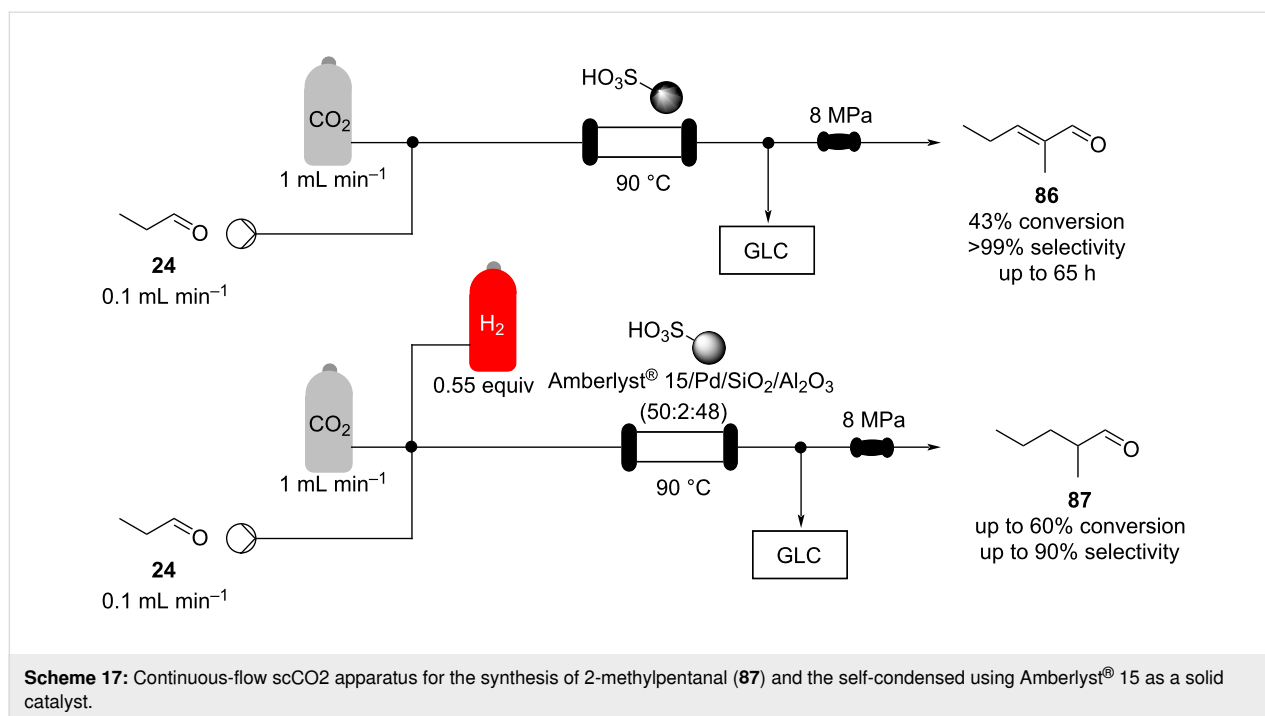 HO₃S
CO₂
8 MPa
1 mL min⁻¹
90 °C
O
O
24
0.1 mL min⁻¹
GLC
86
43% conversion
>99% selectivity
up to 65 h
H₂
0.55 equiv
HO₃S
Amberlyst® 15/Pd/SiO₂/Al₂O₃
(50:2:48)
CO₂
8 MPa
1 mL min⁻¹
90 °C
O
O
24
0.1 mL min⁻¹
GLC
87
up to 60% conversion
up to 90% selectivity
Scheme 17: Continuous-flow scCO2 apparatus for the synthesis of 2-methylpentanal (87) and the self-condensed using Amberlyst® 15 as a solid
catalyst.